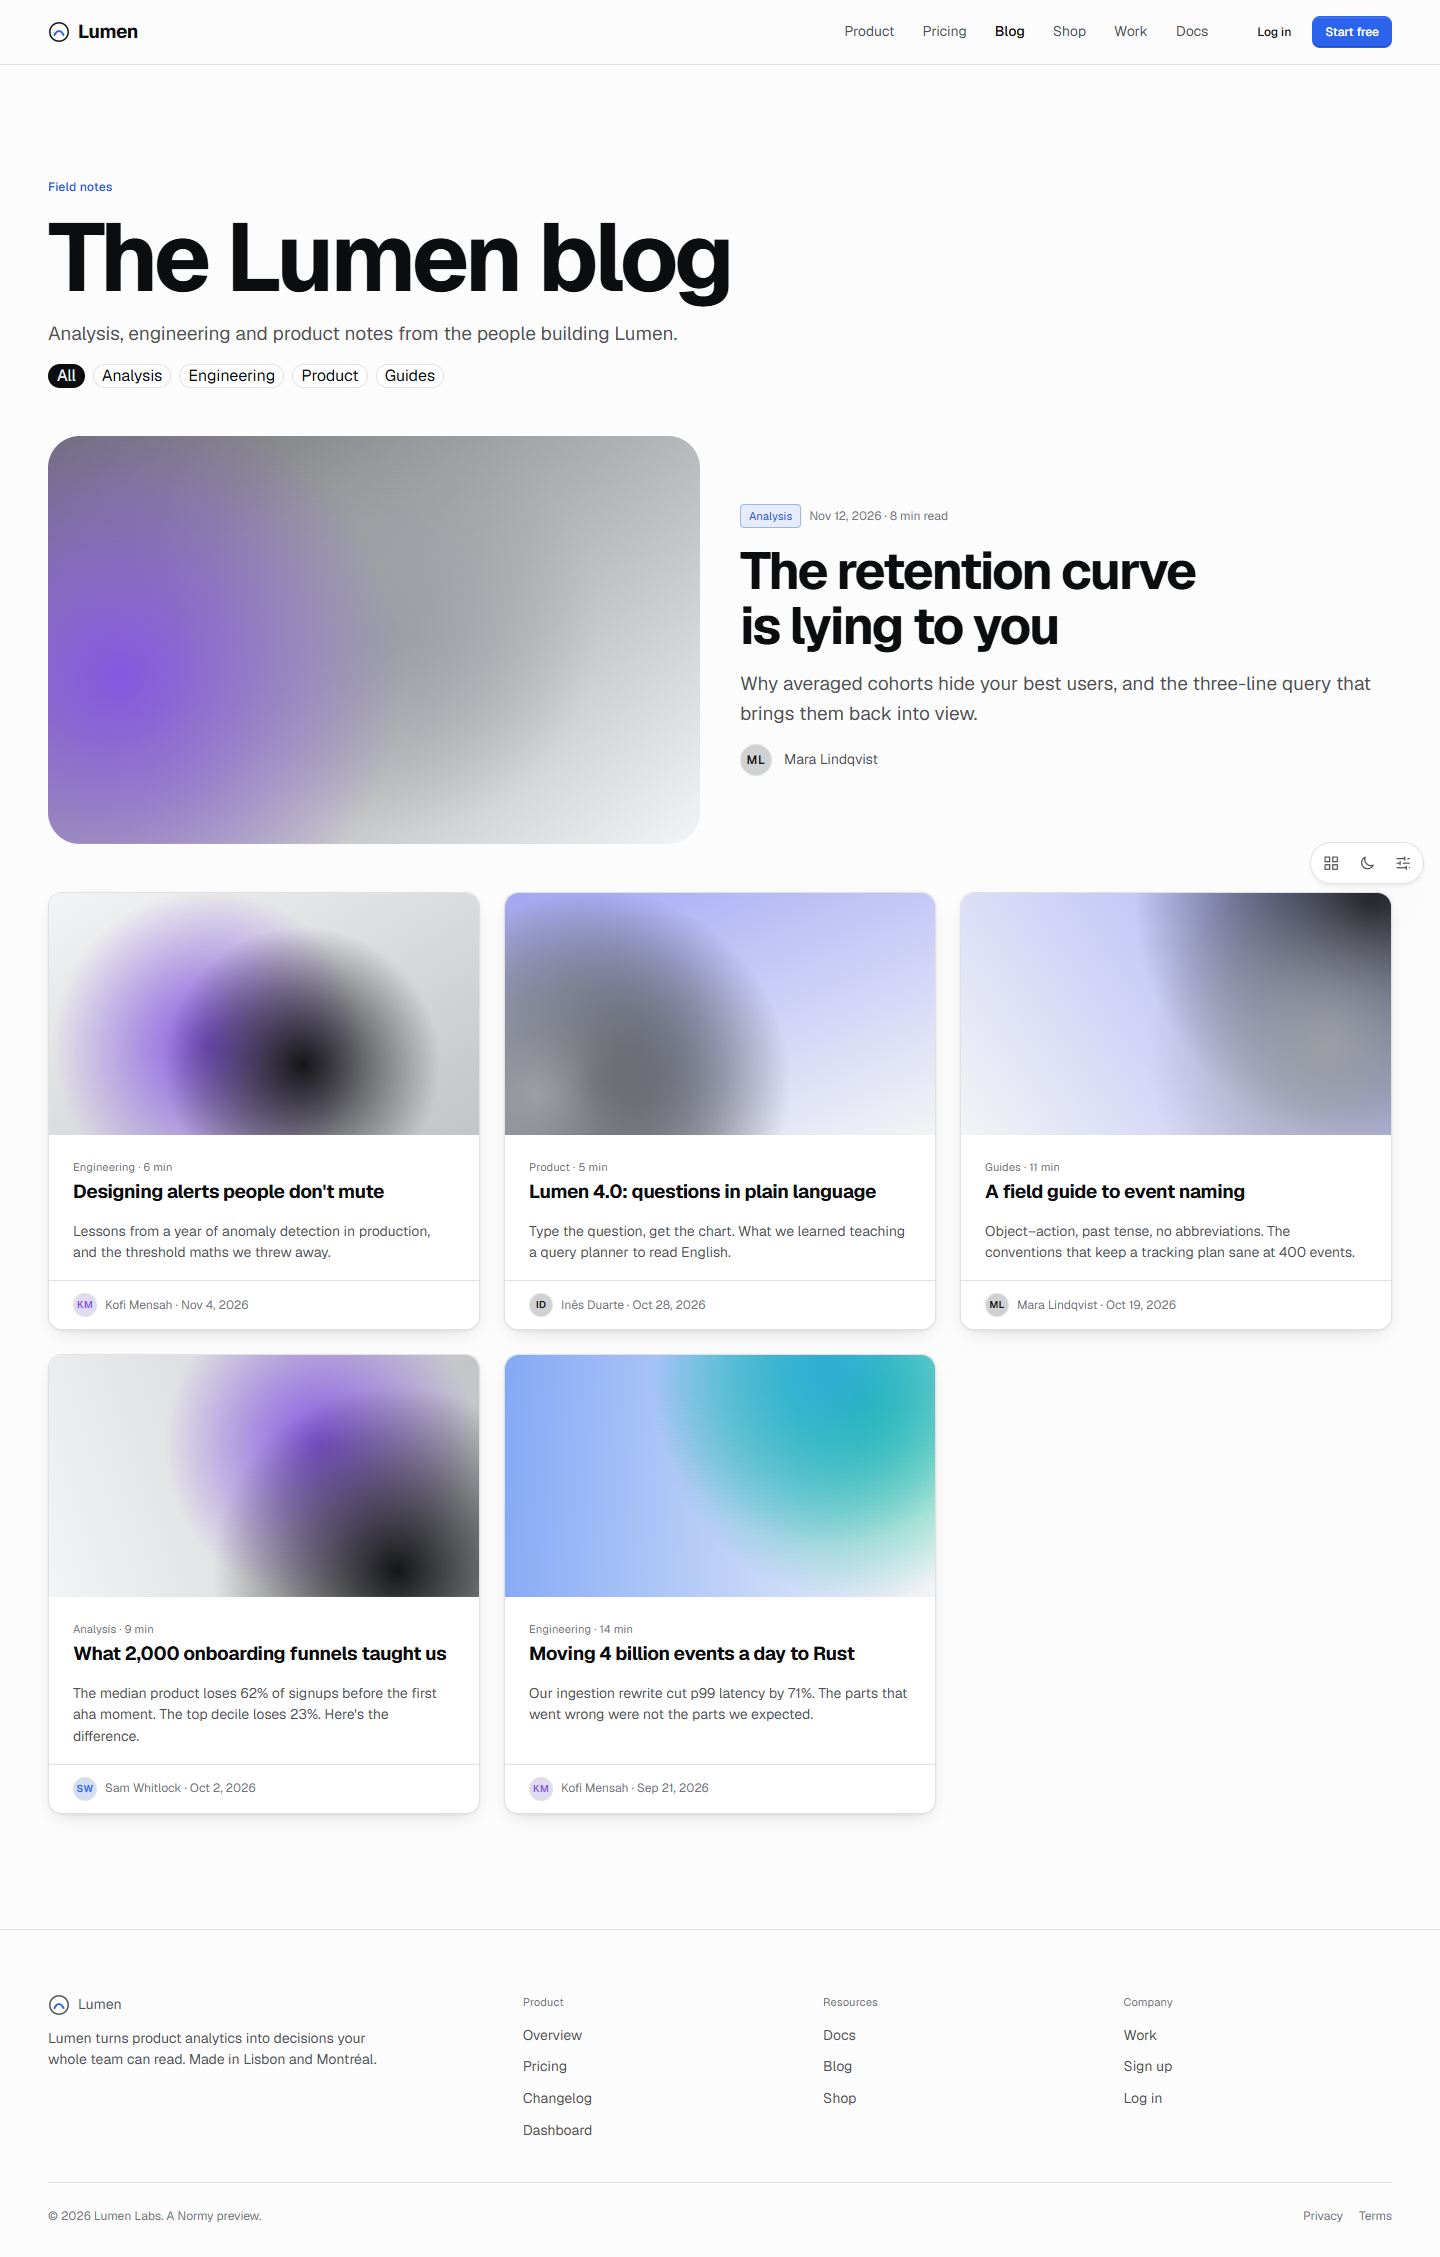 Lumen
Product
Pricing
Blog
Shop
Work
Docs
Log in
Start free
Field notes
The Lumen blog
Analysis, engineering and product notes from the people building Lumen.
All
Analysis
Engineering
Product
Guides
Analysis
Nov 12, 2026 · 8 min read
The retention curve
is lying to you
Why averaged cohorts hide your best users, and the three-line query that
brings them back into view.
ML
Mara Lindqvist
Engineering · 6 min
Designing alerts people don't mute
Lessons from a year of anomaly detection in production,
and the threshold maths we threw away.
KM
Kofi Mensah · Nov 4, 2026
Product · 5 min
Lumen 4.0: questions in plain language
Type the question, get the chart. What we learned teaching
a query planner to read English.
ID
Inês Duarte · Oct 28, 2026
Guides · 11 min
A field guide to event naming
Object–action, past tense, no abbreviations. The
conventions that keep a tracking plan sane at 400 events.
ML
Mara Lindqvist · Oct 19, 2026
Analysis · 9 min
What 2,000 onboarding funnels taught us
The median product loses 62% of signups before the first
aha moment. The top decile loses 23%. Here's the
difference.
SW
Sam Whitlock · Oct 2, 2026
Engineering · 14 min
Moving 4 billion events a day to Rust
Our ingestion rewrite cut p99 latency by 71%. The parts that
went wrong were not the parts we expected.
KM
Kofi Mensah · Sep 21, 2026
Lumen
Lumen turns product analytics into decisions your
whole team can read. Made in Lisbon and Montréal.
Product
Overview
Pricing
Changelog
Dashboard
Resources
Docs
Blog
Shop
Company
Work
Sign up
Log in
© 2026 Lumen Labs. A Normy preview.
Privacy
Terms